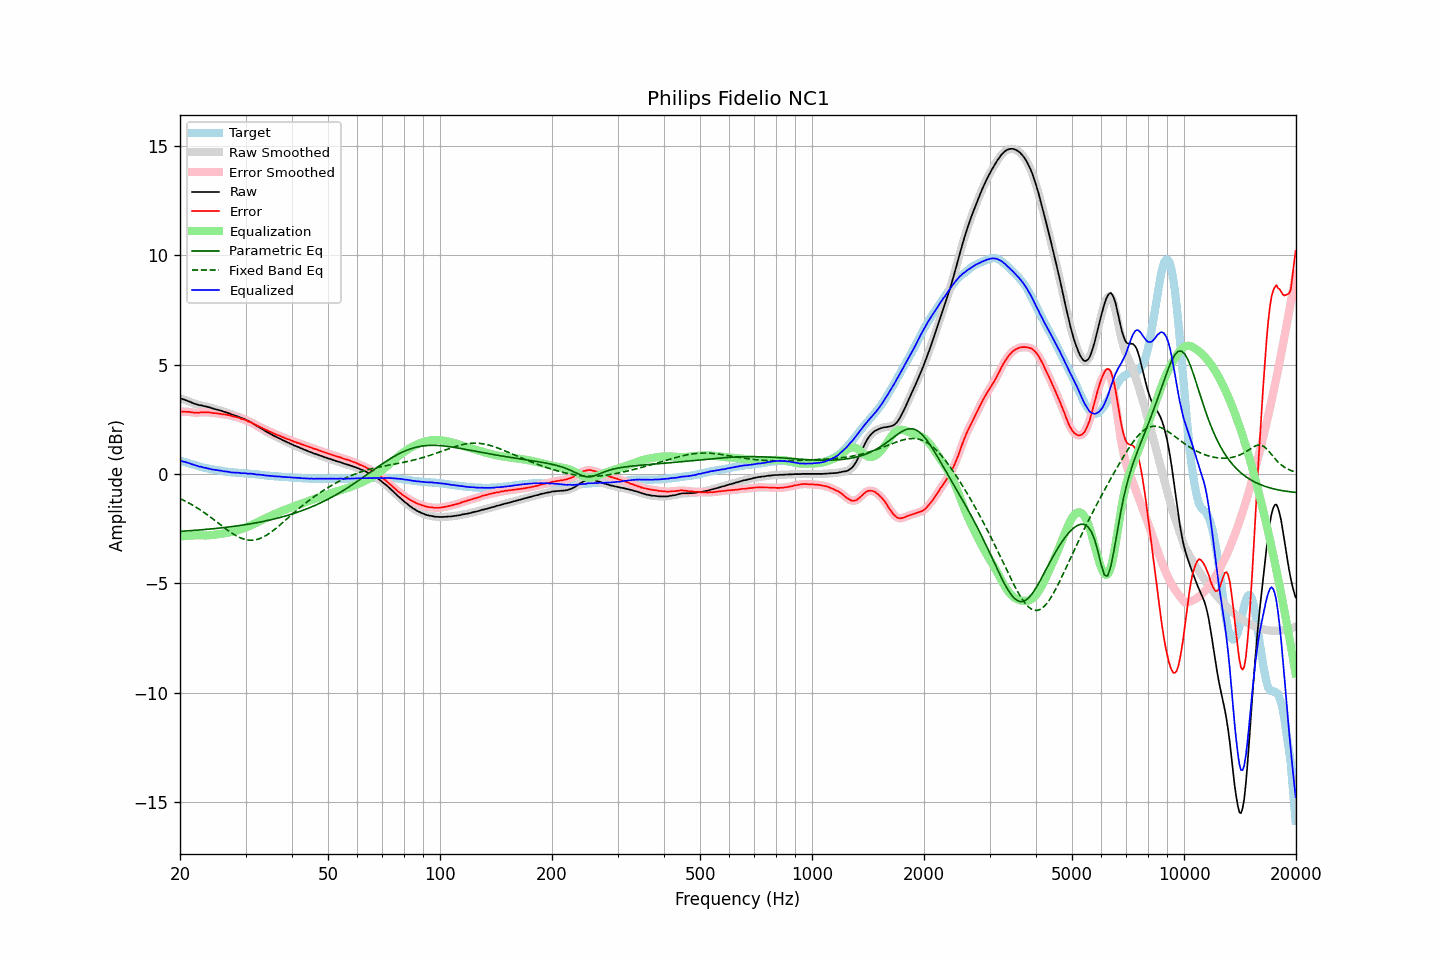 Philips Fidelio NC1
Target
Raw Smoothed
Error Smoothed
Raw
Error
Equalization
Parametric Eq
Fixed Band Eq
Equalized
15
10
5
0
−5
−10
−15
Amplitude (dBr)
20
50
100
200
500
1000
2000
5000
10000
20000
Frequency (Hz)